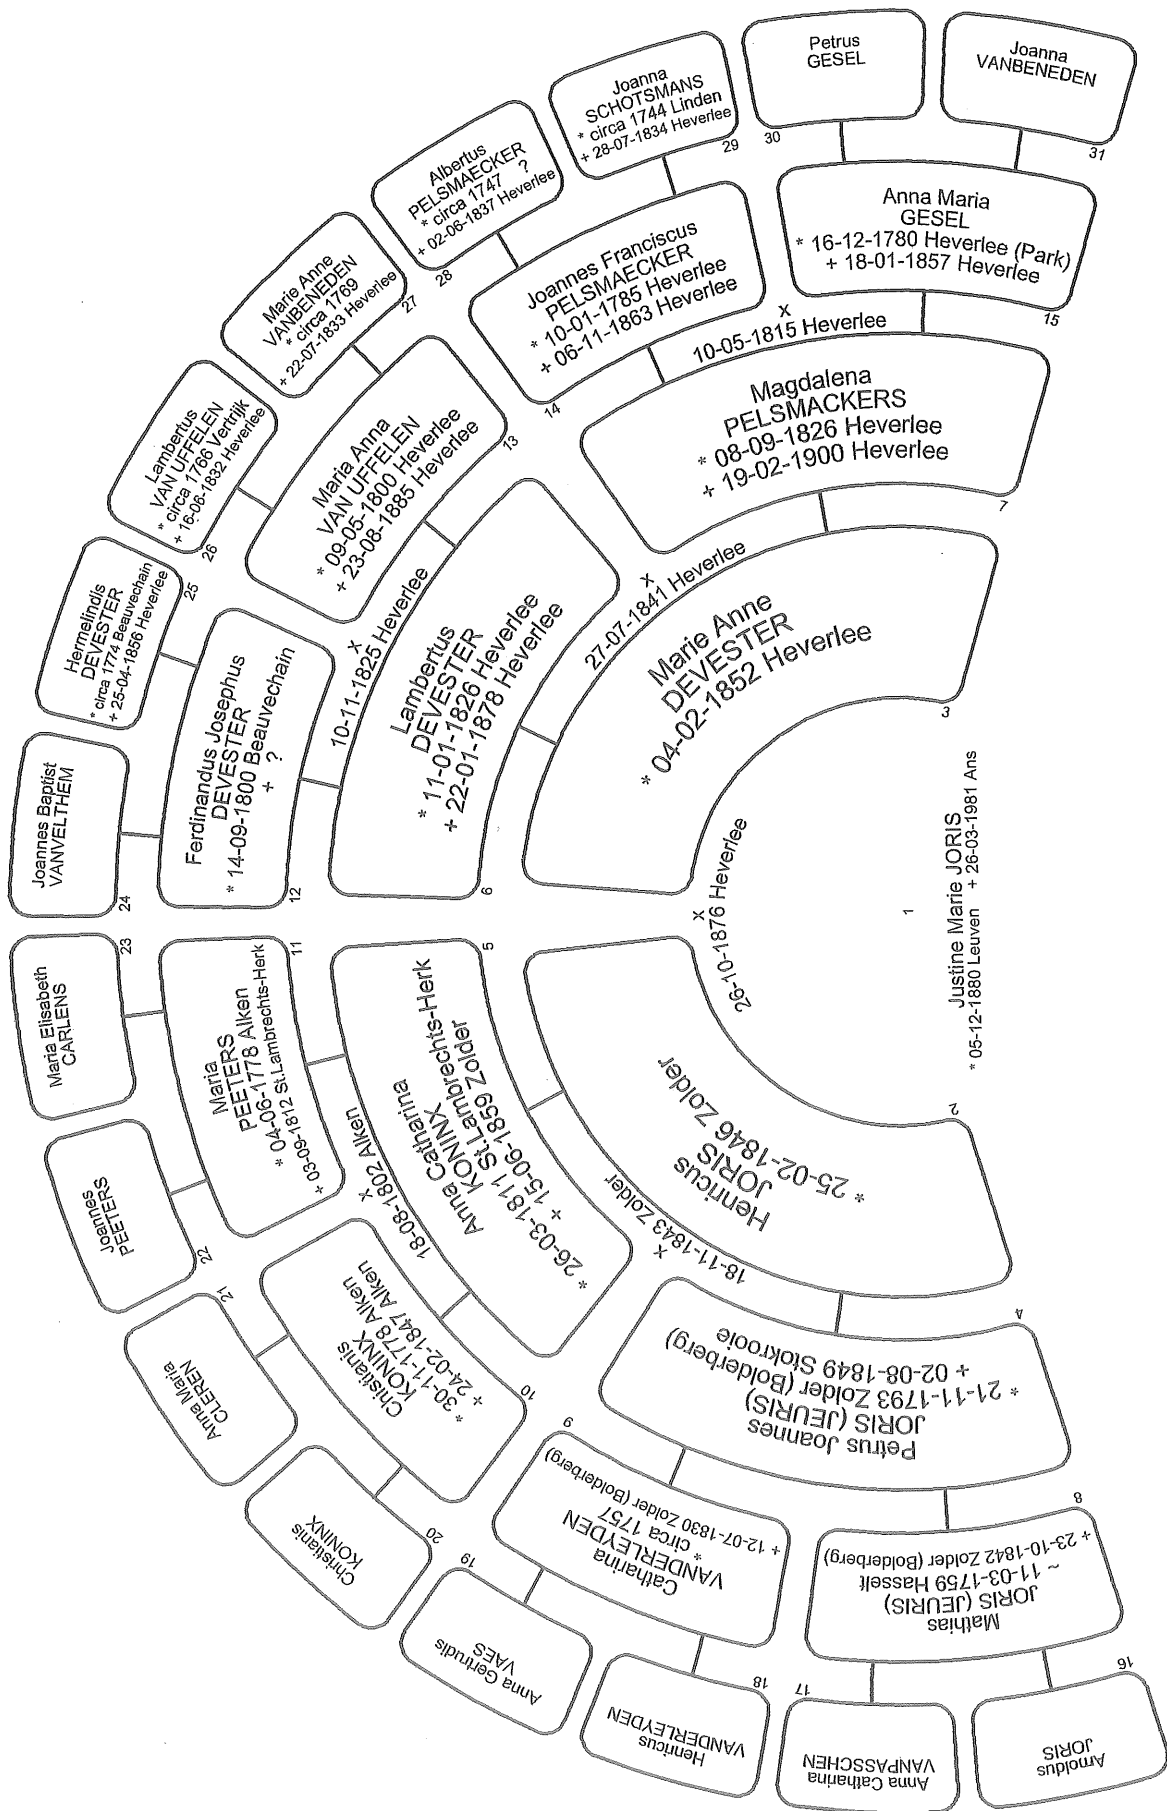 Justine Marie JORIS
* 05-12-1880 Leuven + 26-03-1981 Ans
1
Henricus
JORIS
* 25-02-1846 Zolder
2
x
26-10-1876 Heverlee
Marie Anne
DEVESTER
* 04-02-1852 Heverlee
3
Petrus Joannes
JORIS (JEURIS)
* 21-11-1793 Zolder (Bolderberg)
+ 02-08-1849 Stokrooie
4
x
18-11-1843 Zolder
Anna Catharina
KONINX
* 26-03-1811 St.Lambrechts-Herk
+ 15-06-1859 Zolder
5
Lambertus
DEVESTER
* 11-01-1826 Heverlee
+ 22-01-1878 Heverlee
6
x
27-07-1841 Heverlee
Magdalena
PELSMACKERS
* 08-09-1826 Heverlee
+ 19-02-1900 Heverlee
7
Mathias
JORIS (JEURIS)
~ 11-03-1759 Hasselt
+ 23-10-1842 Zolder (Bolderberg)
8
Catharina
VANDERLEYDEN
* circa 1757
+ 12-07-1830 Zolder (Bolderberg)
9
Chistianis
KONINX
* 30-11-1778 Alken
+ 24-02-1847 Alken
10
x
18-08-1802 Alken
Maria
PEETERS
* 04-06-1778 Alken
+ 03-09-1812 St.Lambrechts-Herk
11
Ferdinandus Josephus
DEVESTER
* 14-09-1800 Beauvechain
+ ?
12
x
10-11-1825 Heverlee
Maria Anna
VAN UFFELEN
* 09-05-1800 Heverlee
+ 23-08-1885 Heverlee
13
Joannes Franciscus
PELSMAECKER
* 10-01-1785 Heverlee
+ 06-11-1863 Heverlee
14
x
10-05-1815 Heverlee
Anna Maria
GESEL
* 16-12-1780 Heverlee (Park)
+ 18-01-1857 Heverlee
15
Arnoldus
JORIS
16
Anna Catharina
VANPASSCHEN
17
Henricus
VANDERLEYDEN
18
Anna Gertrudis
VAES
19
Christianis
KONINX
20
Anna Maria
CLEREN
21
Joannes
PEETERS
22
Maria Elisabeth
CARLENS
23
Joannes Baptist
VANVELTHEM
24
Hermelindis
DEVESTER
* circa 1774 Beauvechain
+ 25-04-1856 Heverlee
25
Lambertus
VAN UFFELEN
* circa 1766 Vertrijk
+ 16-06-1832 Heverlee
26
Marie Anne
VANBENEDEN
* circa 1769
+ 22-07-1833 Heverlee
27
Albertus
PELSMAECKER
* circa 1747 ?
+ 02-06-1837 Heverlee
28
Joanna
SCHOTSMANS
* circa 1744 Linden
+ 28-07-1834 Heverlee
29
Petrus
GESEL
30
Joanna
VANBENEDEN
31